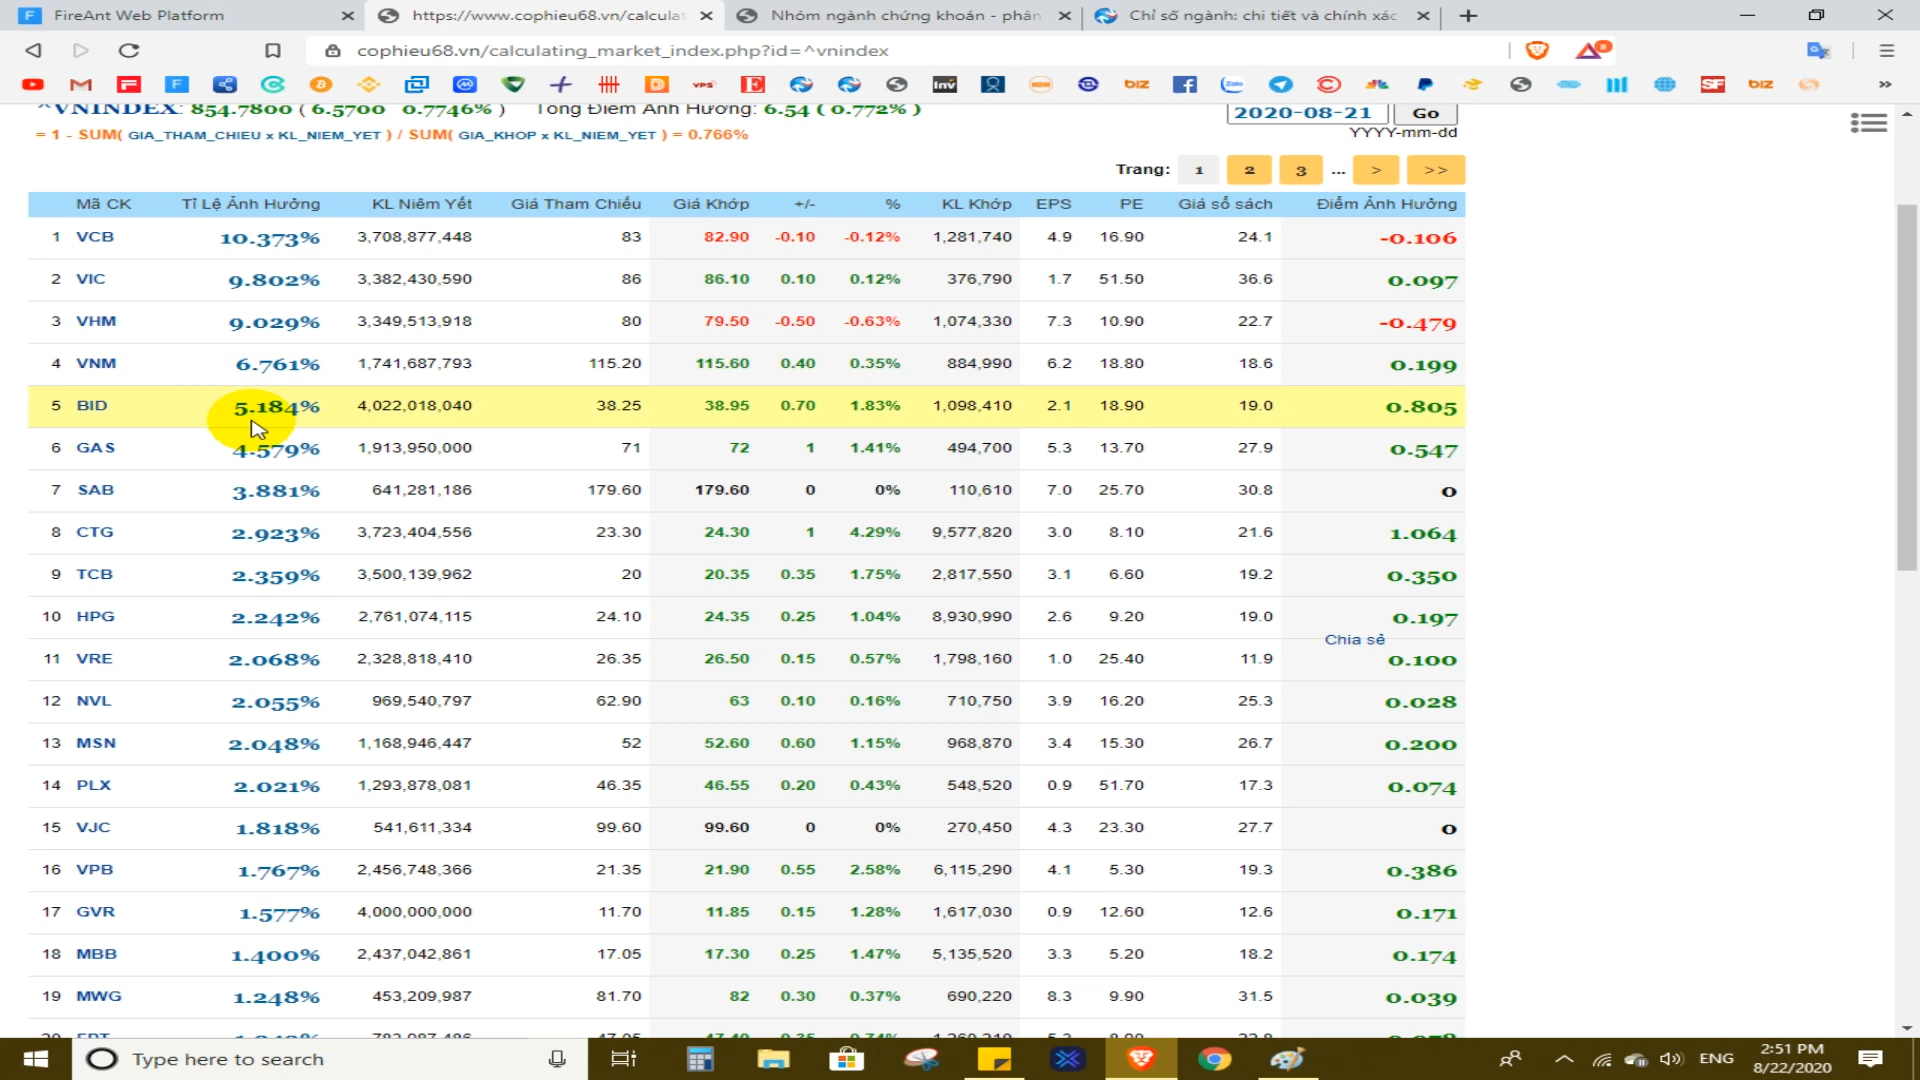 FireAnt Web Platform
https://www.cophieu68.vn/calculat
Nhóm ngành chứng khoán - phân
Chỉ số ngành: chi tiết và chính xác
cophieu68.vn/calculating_market_index.php?id=^vnindex
^VNINDEX: 854.7800 ( 6.5700 0.7746% ) Tổng Điểm Ảnh Hưởng: 6.54 ( 0.772% )
2020-08-21 Go
= 1 - SUM( GIA_THAM_CHIEU x KL_NIEM_YET ) / SUM( GIA_KHOP x KL_NIEM_YET ) = 0.766%
YYYY-mm-dd
Trang: 1 2 3 ... > >>
Mã CK Tỉ Lệ Ảnh Hưởng KL Niêm Yết Giá Tham Chiếu Giá Khớp +/- % KL Khớp EPS PE Giá sổ sách Điểm Ảnh Hưởng
1 VCB 10.373% 3,708,877,448 83 82.90 -0.10 -0.12% 1,281,740 4.9 16.90 24.1 -0.106
2 VIC 9.802% 3,382,430,590 86 86.10 0.10 0.12% 376,790 1.7 51.50 36.6 0.097
3 VHM 9.029% 3,349,513,918 80 79.50 -0.50 -0.63% 1,074,330 7.3 10.90 22.7 -0.479
4 VNM 6.761% 1,741,687,793 115.20 115.60 0.40 0.35% 884,990 6.2 18.80 18.6 0.199
5 BID 5.184% 4,022,018,040 38.25 38.95 0.70 1.83% 1,098,410 2.1 18.90 19.0 0.805
6 GAS 4.579% 1,913,950,000 71 72 1 1.41% 494,700 5.3 13.70 27.9 0.547
7 SAB 3.881% 641,281,186 179.60 179.60 0 0% 110,610 7.0 25.70 30.8 0
8 CTG 2.923% 3,723,404,556 23.30 24.30 1 4.29% 9,577,820 3.0 8.10 21.6 1.064
9 TCB 2.359% 3,500,139,962 20 20.35 0.35 1.75% 2,817,550 3.1 6.60 19.2 0.350
10 HPG 2.242% 2,761,074,115 24.10 24.35 0.25 1.04% 8,930,990 2.6 9.20 19.0 0.197
Chia sẻ
11 VRE 2.068% 2,328,818,410 26.35 26.50 0.15 0.57% 1,798,160 1.0 25.40 11.9 0.100
12 NVL 2.055% 969,540,797 62.90 63 0.10 0.16% 710,750 3.9 16.20 25.3 0.028
13 MSN 2.048% 1,168,946,447 52 52.60 0.60 1.15% 968,870 3.4 15.30 26.7 0.200
14 PLX 2.021% 1,293,878,081 46.35 46.55 0.20 0.43% 548,520 0.9 51.70 17.3 0.074
15 VJC 1.818% 541,611,334 99.60 99.60 0 0% 270,450 4.3 23.30 27.7 0
16 VPB 1.767% 2,456,748,366 21.35 21.90 0.55 2.58% 6,115,290 4.1 5.30 19.3 0.386
17 GVR 1.577% 4,000,000,000 11.70 11.85 0.15 1.28% 1,617,030 0.9 12.60 12.6 0.171
18 MBB 1.400% 2,437,042,861 17.05 17.30 0.25 1.47% 5,135,520 3.3 5.20 18.2 0.174
19 MWG 1.248% 453,209,987 81.70 82 0.30 0.37% 690,220 8.3 9.90 31.5 0.039
Type here to search
ENG
2:51 PM
8/22/2020